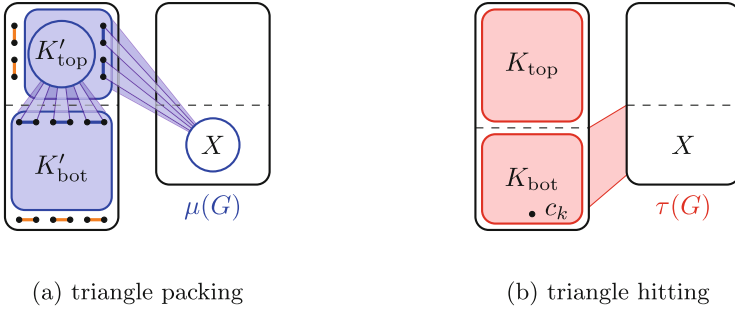 K′top
X
K′bot
μ(G)
Ktop
Kbot
ck
X
τ(G)
(a) triangle packing
(b) triangle hitting